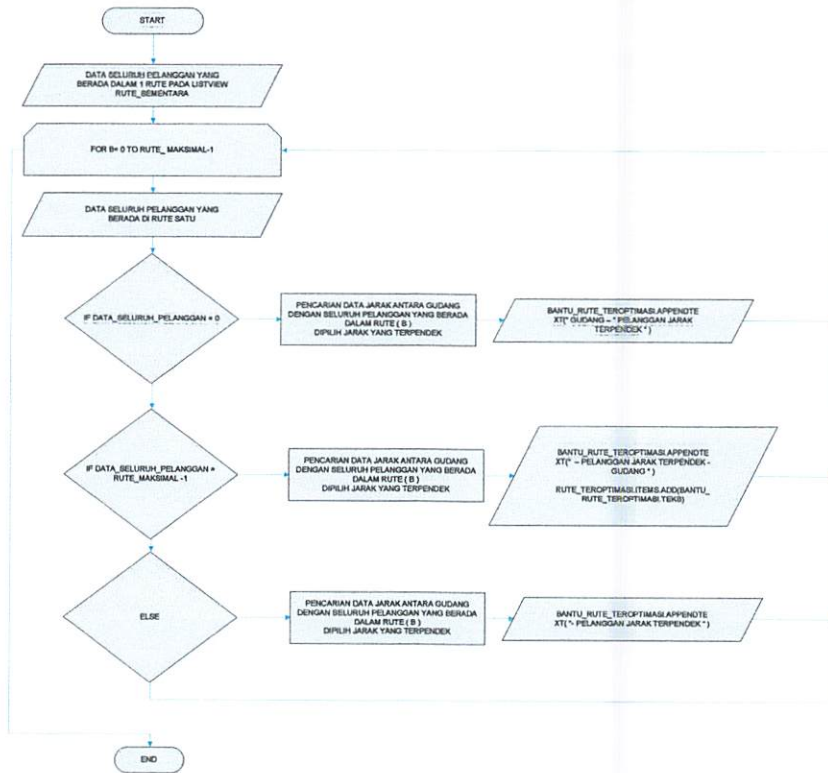 START
DATA SELURUH PELANGGAN YANG
BERADA DALAM 1 RUTE PADA LISTVIEW
RUTE_SEMENTARA
FOR B= 0 TO RUTE_ MAKSIMAL-1
DATA SELURUH PELANGGAN YANG
BERADA DI RUTE SATU
IF DATA_SELURUH_PELANGGAN = 0
PENCARIAN DATA JARAK ANTARA GUDANG
DENGAN SELURUH PELANGGAN YANG BERADA
DALAM RUTE ( B )
DIPILIH JARAK YANG TERPENDEK
BANTU_RUTE_TEROPTIMASI.APPENDTE
XT(" GUDANG – " PELANGGAN JARAK
TERPENDEK " )
IF DATA_SELURUH_PELANGGAN =
RUTE_MAKSIMAL -1
PENCARIAN DATA JARAK ANTARA GUDANG
DENGAN SELURUH PELANGGAN YANG BERADA
DALAM RUTE ( B )
DIPILIH JARAK YANG TERPENDEK
BANTU_RUTE_TEROPTIMASI.APPENDTE
XT(" – PELANGGAN JARAK TERPENDEK -
GUDANG " )
RUTE_TEROPTIMASI.ITEMS.ADD(BANTU_
RUTE_TEROPTIMASI.TEKS)
ELSE
PENCARIAN DATA JARAK ANTARA GUDANG
DENGAN SELURUH PELANGGAN YANG BERADA
DALAM RUTE ( B )
DIPILIH JARAK YANG TERPENDEK
BANTU_RUTE_TEROPTIMASI.APPENDTE
XT( "- PELANGGAN JARAK TERPENDEK " )
END